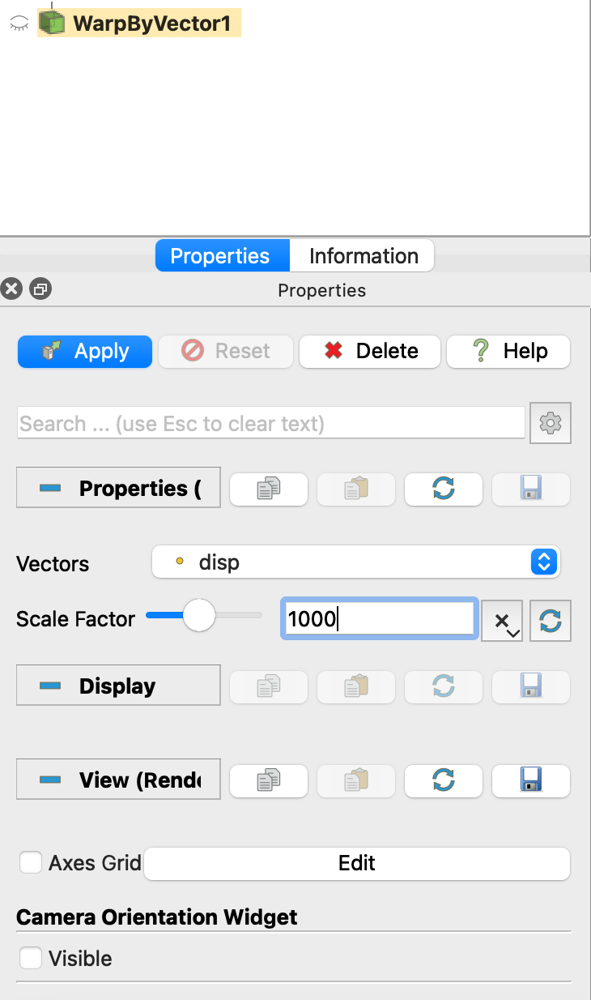 WarpByVector1
Properties Information
Properties
Apply Reset Delete Help
Search ... (use Esc to clear text)
Properties (
Vectors disp
Scale Factor 1000
Display
View (Rende
Axes Grid Edit
Camera Orientation Widget
Visible